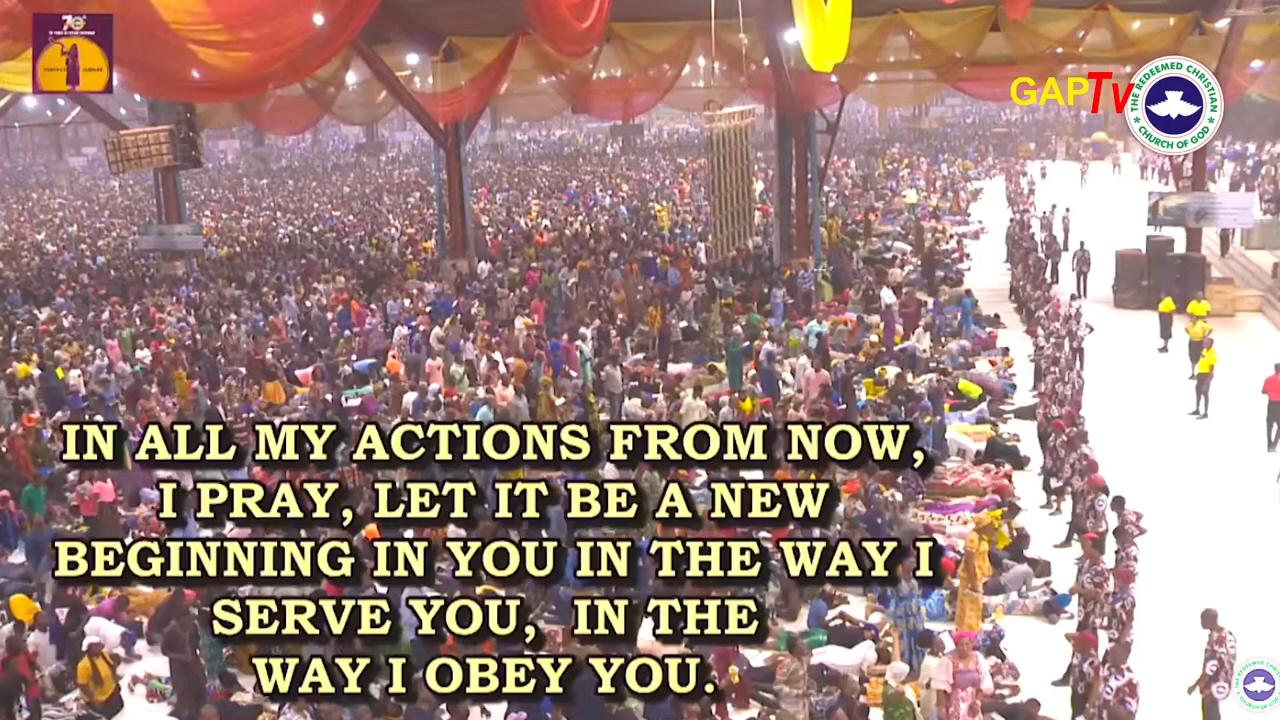 70
GAPTV
THE REDEEMED CHRISTIAN
CHURCH OF GOD
IN ALL MY ACTIONS FROM NOW,
I PRAY, LET IT BE A NEW
BEGINNING IN YOU IN THE WAY I
SERVE YOU, IN THE
WAY I OBEY YOU.